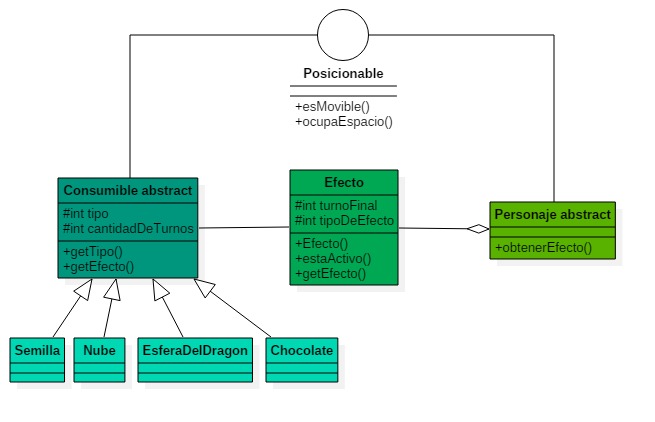 Posicionable
+esMovible()
+ocupaEspacio()
Consumible abstract
#int tipo
#int cantidadDeTurnos
+getTipo()
+getEfecto()
Efecto
#int turnoFinal
#int tipoDeEfecto
+Efecto()
+estaActivo()
+getEfecto()
Personaje abstract
+obtenerEfecto()
Semilla
Nube
EsferaDelDragon
Chocolate